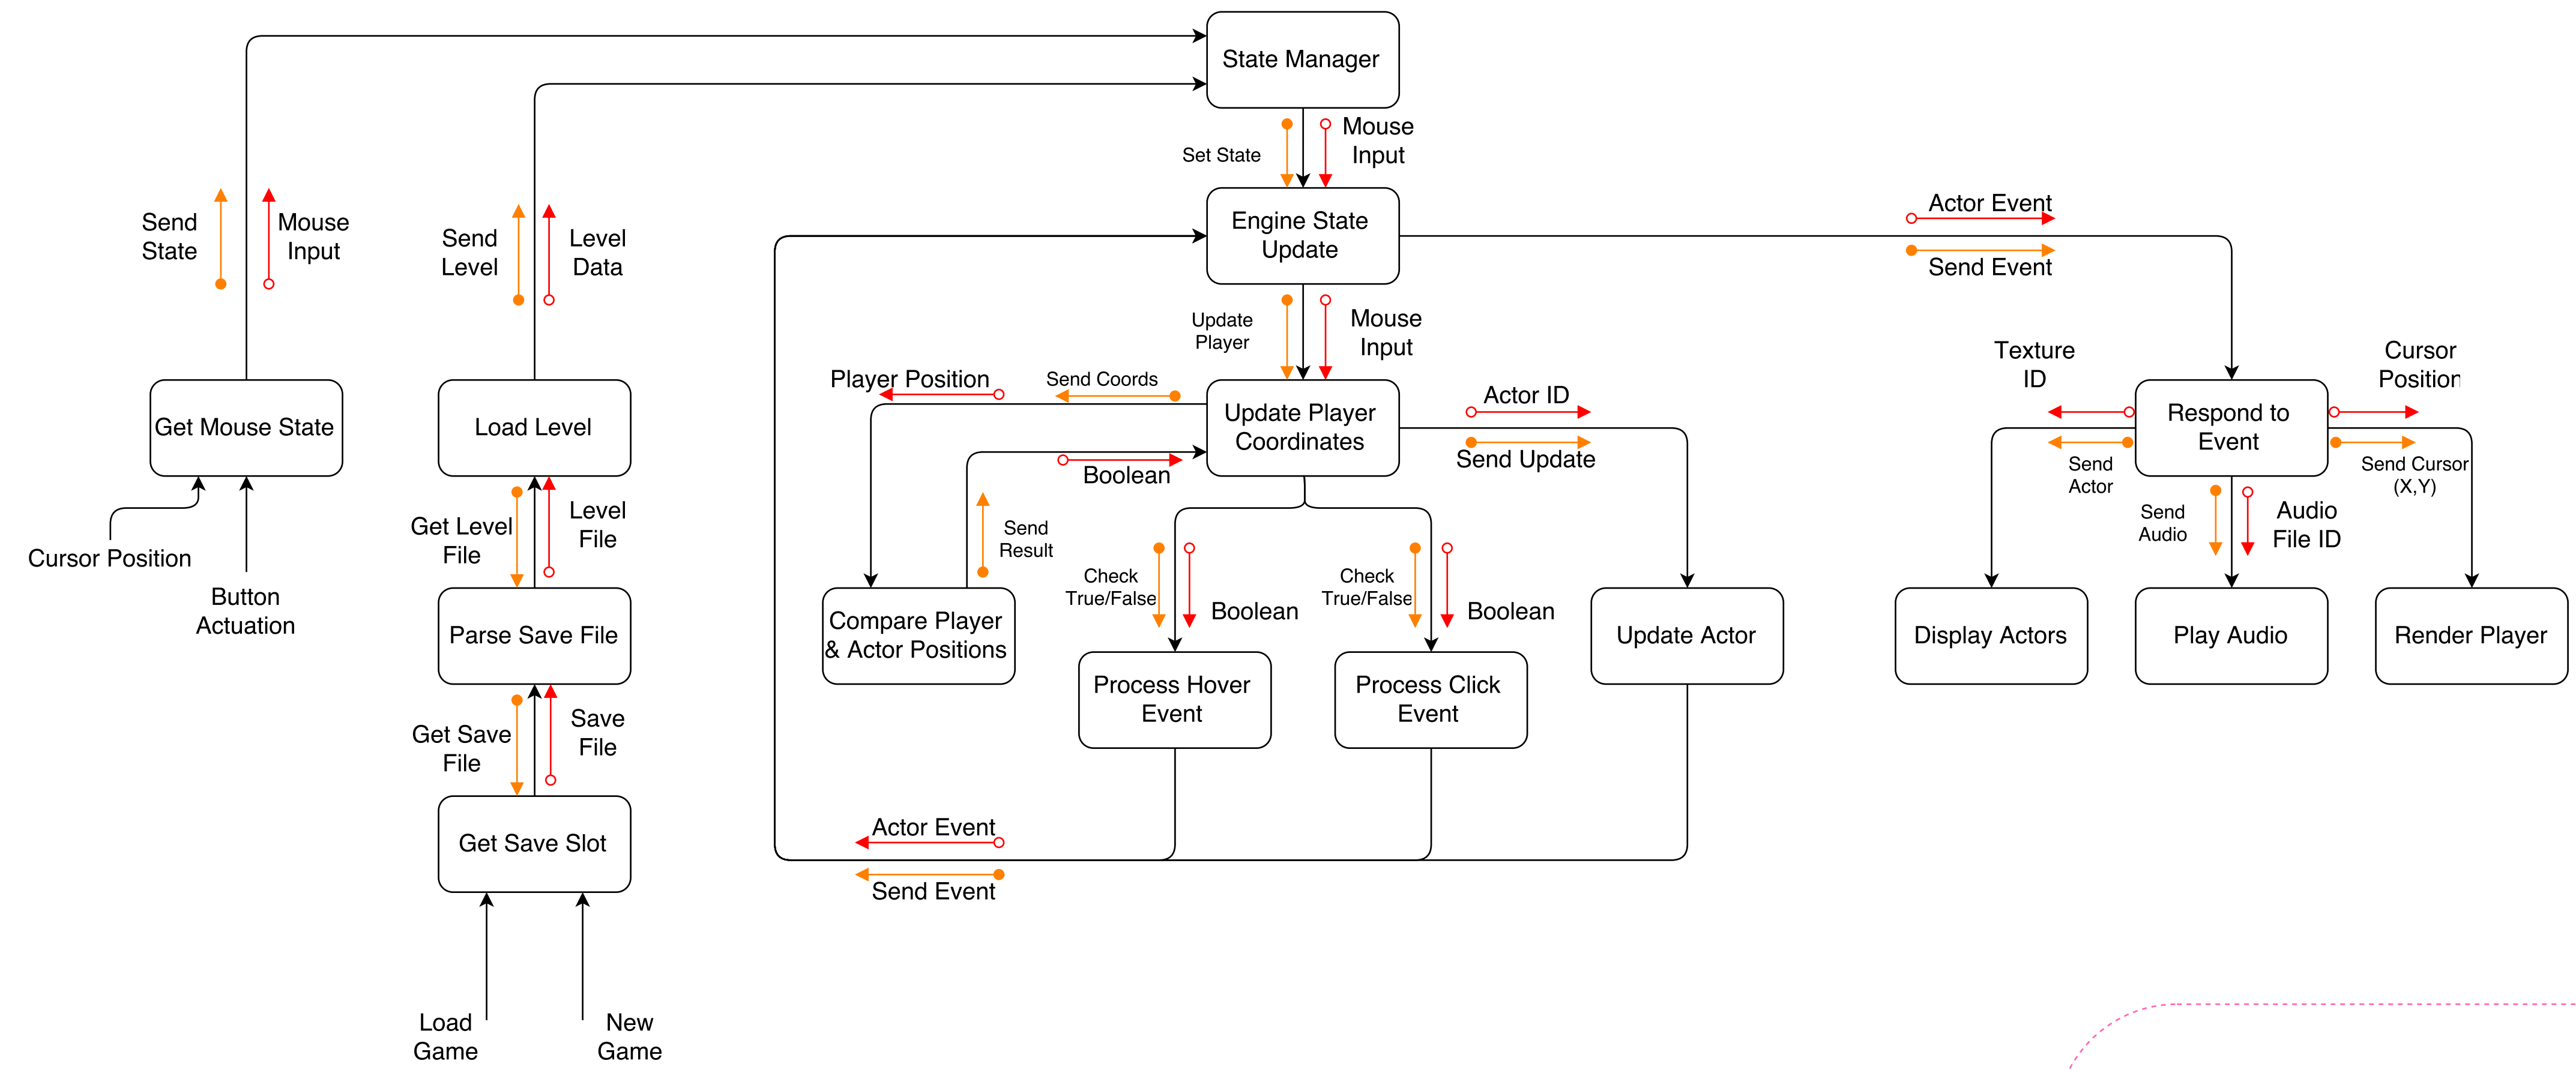 State Manager
Set State
Mouse
Input
Send
State
Mouse
Input
Send
Level
Level
Data
Engine State
Update
Actor Event
Send Event
Update
Player
Mouse
Input
Get Mouse State
Cursor Position
Button
Actuation
Load Level
Get Level
File
Level
File
Parse Save File
Get Save
File
Save
File
Get Save Slot
Load
Game
New
Game
Player Position
Send Coords
Update Player
Coordinates
Boolean
Send
Result
Actor ID
Send Update
Compare Player
& Actor Positions
Check
True/False
Boolean
Check
True/False
Boolean
Process Hover
Event
Process Click
Event
Update Actor
Actor Event
Send Event
Texture
ID
Cursor
Position
Respond to
Event
Send
Actor
Send Cursor
(X,Y)
Send
Audio
Audio
File ID
Display Actors
Play Audio
Render Player